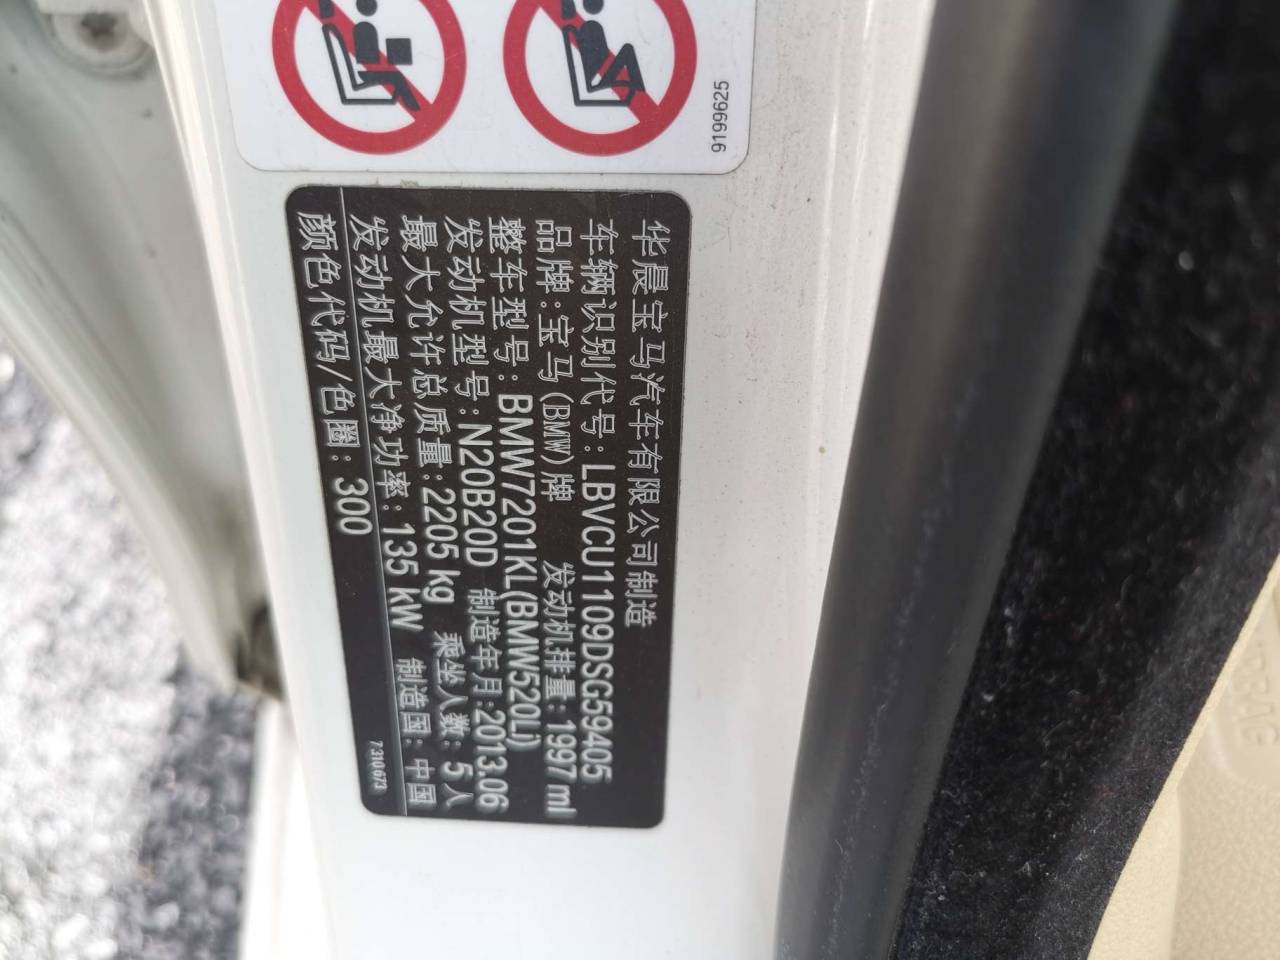 9199625
华晨宝马汽车有限公司制造
车辆识别代号:LBVCU1109DSG59405
品牌:宝马(BMW)牌 发动机排量:1997 ml
整车型号:BMW7201KL(BMW520Li)
发动机型号:N20B20D 制造年月:2013.06
最大允许总质量:2205 kg 乘坐人数:5人
发动机最大净功率:135 kW 制造国:中国
颜色代码/色圈:300
7310673